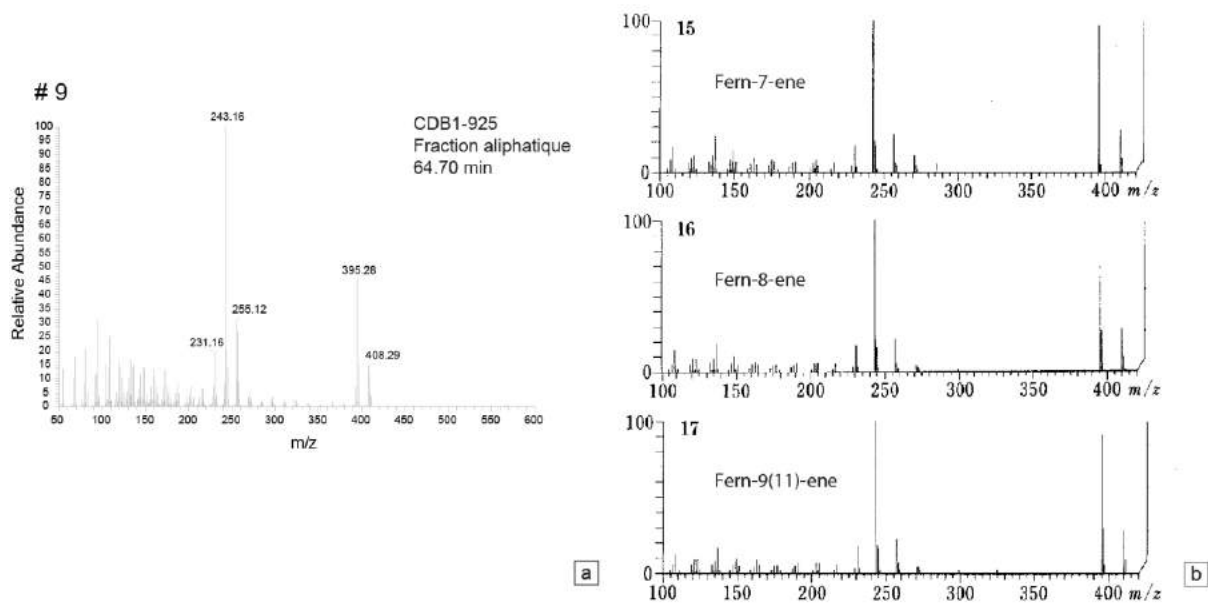 # 9
CDB1-925
Fraction aliphatique
64.70 min
243.16
395.28
255.12
231.16
408.29
Relative Abundance
100
95
90
85
80
75
70
65
60
55
50
45
40
35
30
25
20
15
10
5
0
50 100 150 200 250 300 350 400 450 500 550 600
m/z
a
100
15
Fern-7-ene
0
100 150 200 250 300 350 400 m/z
100
16
Fern-8-ene
0
100 150 200 250 300 350 400 m/z
100
17
Fern-9(11)-ene
0
100 150 200 250 300 350 400 m/z
b